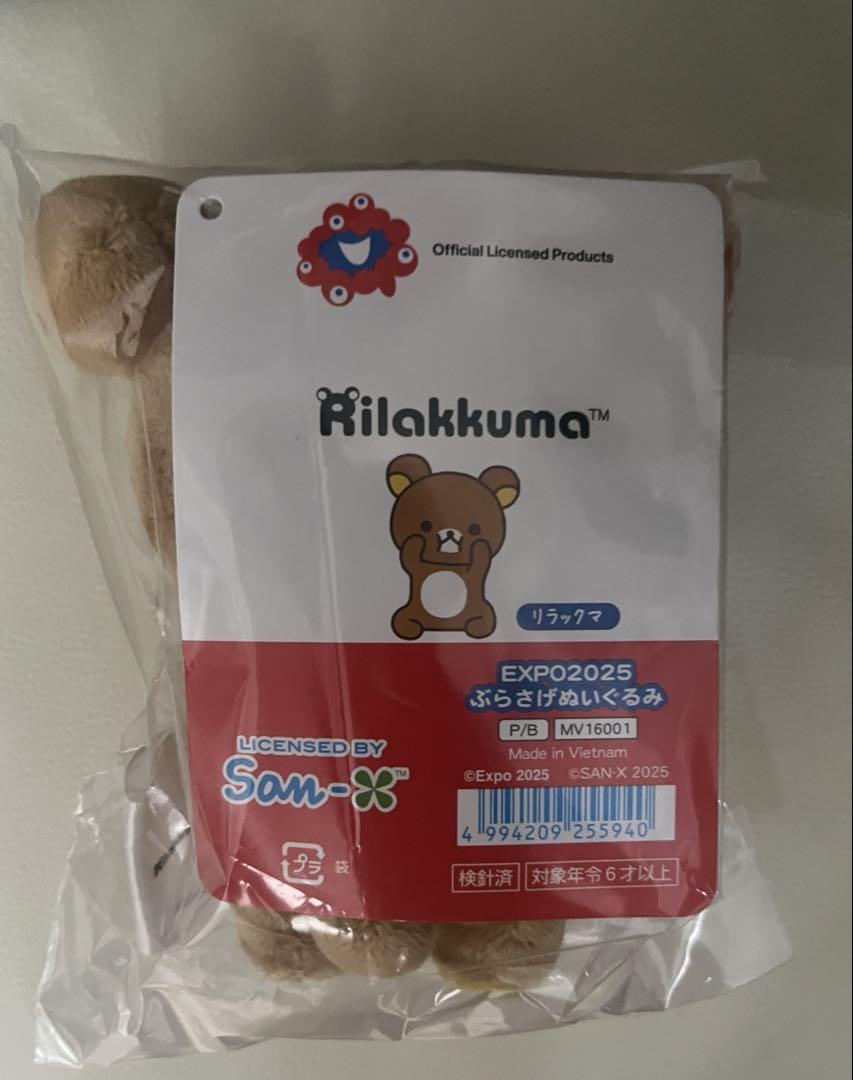 Official Licensed Products
Rilakkuma™
リラックマ
EXPO2025
ぶらさげぬいぐるみ
P/B MV16001
Made in Vietnam
©Expo 2025 ©SAN-X 2025
LICENSED BY
San-X™
4 994209 255940
プラ 袋
検針済 対象年令6才以上